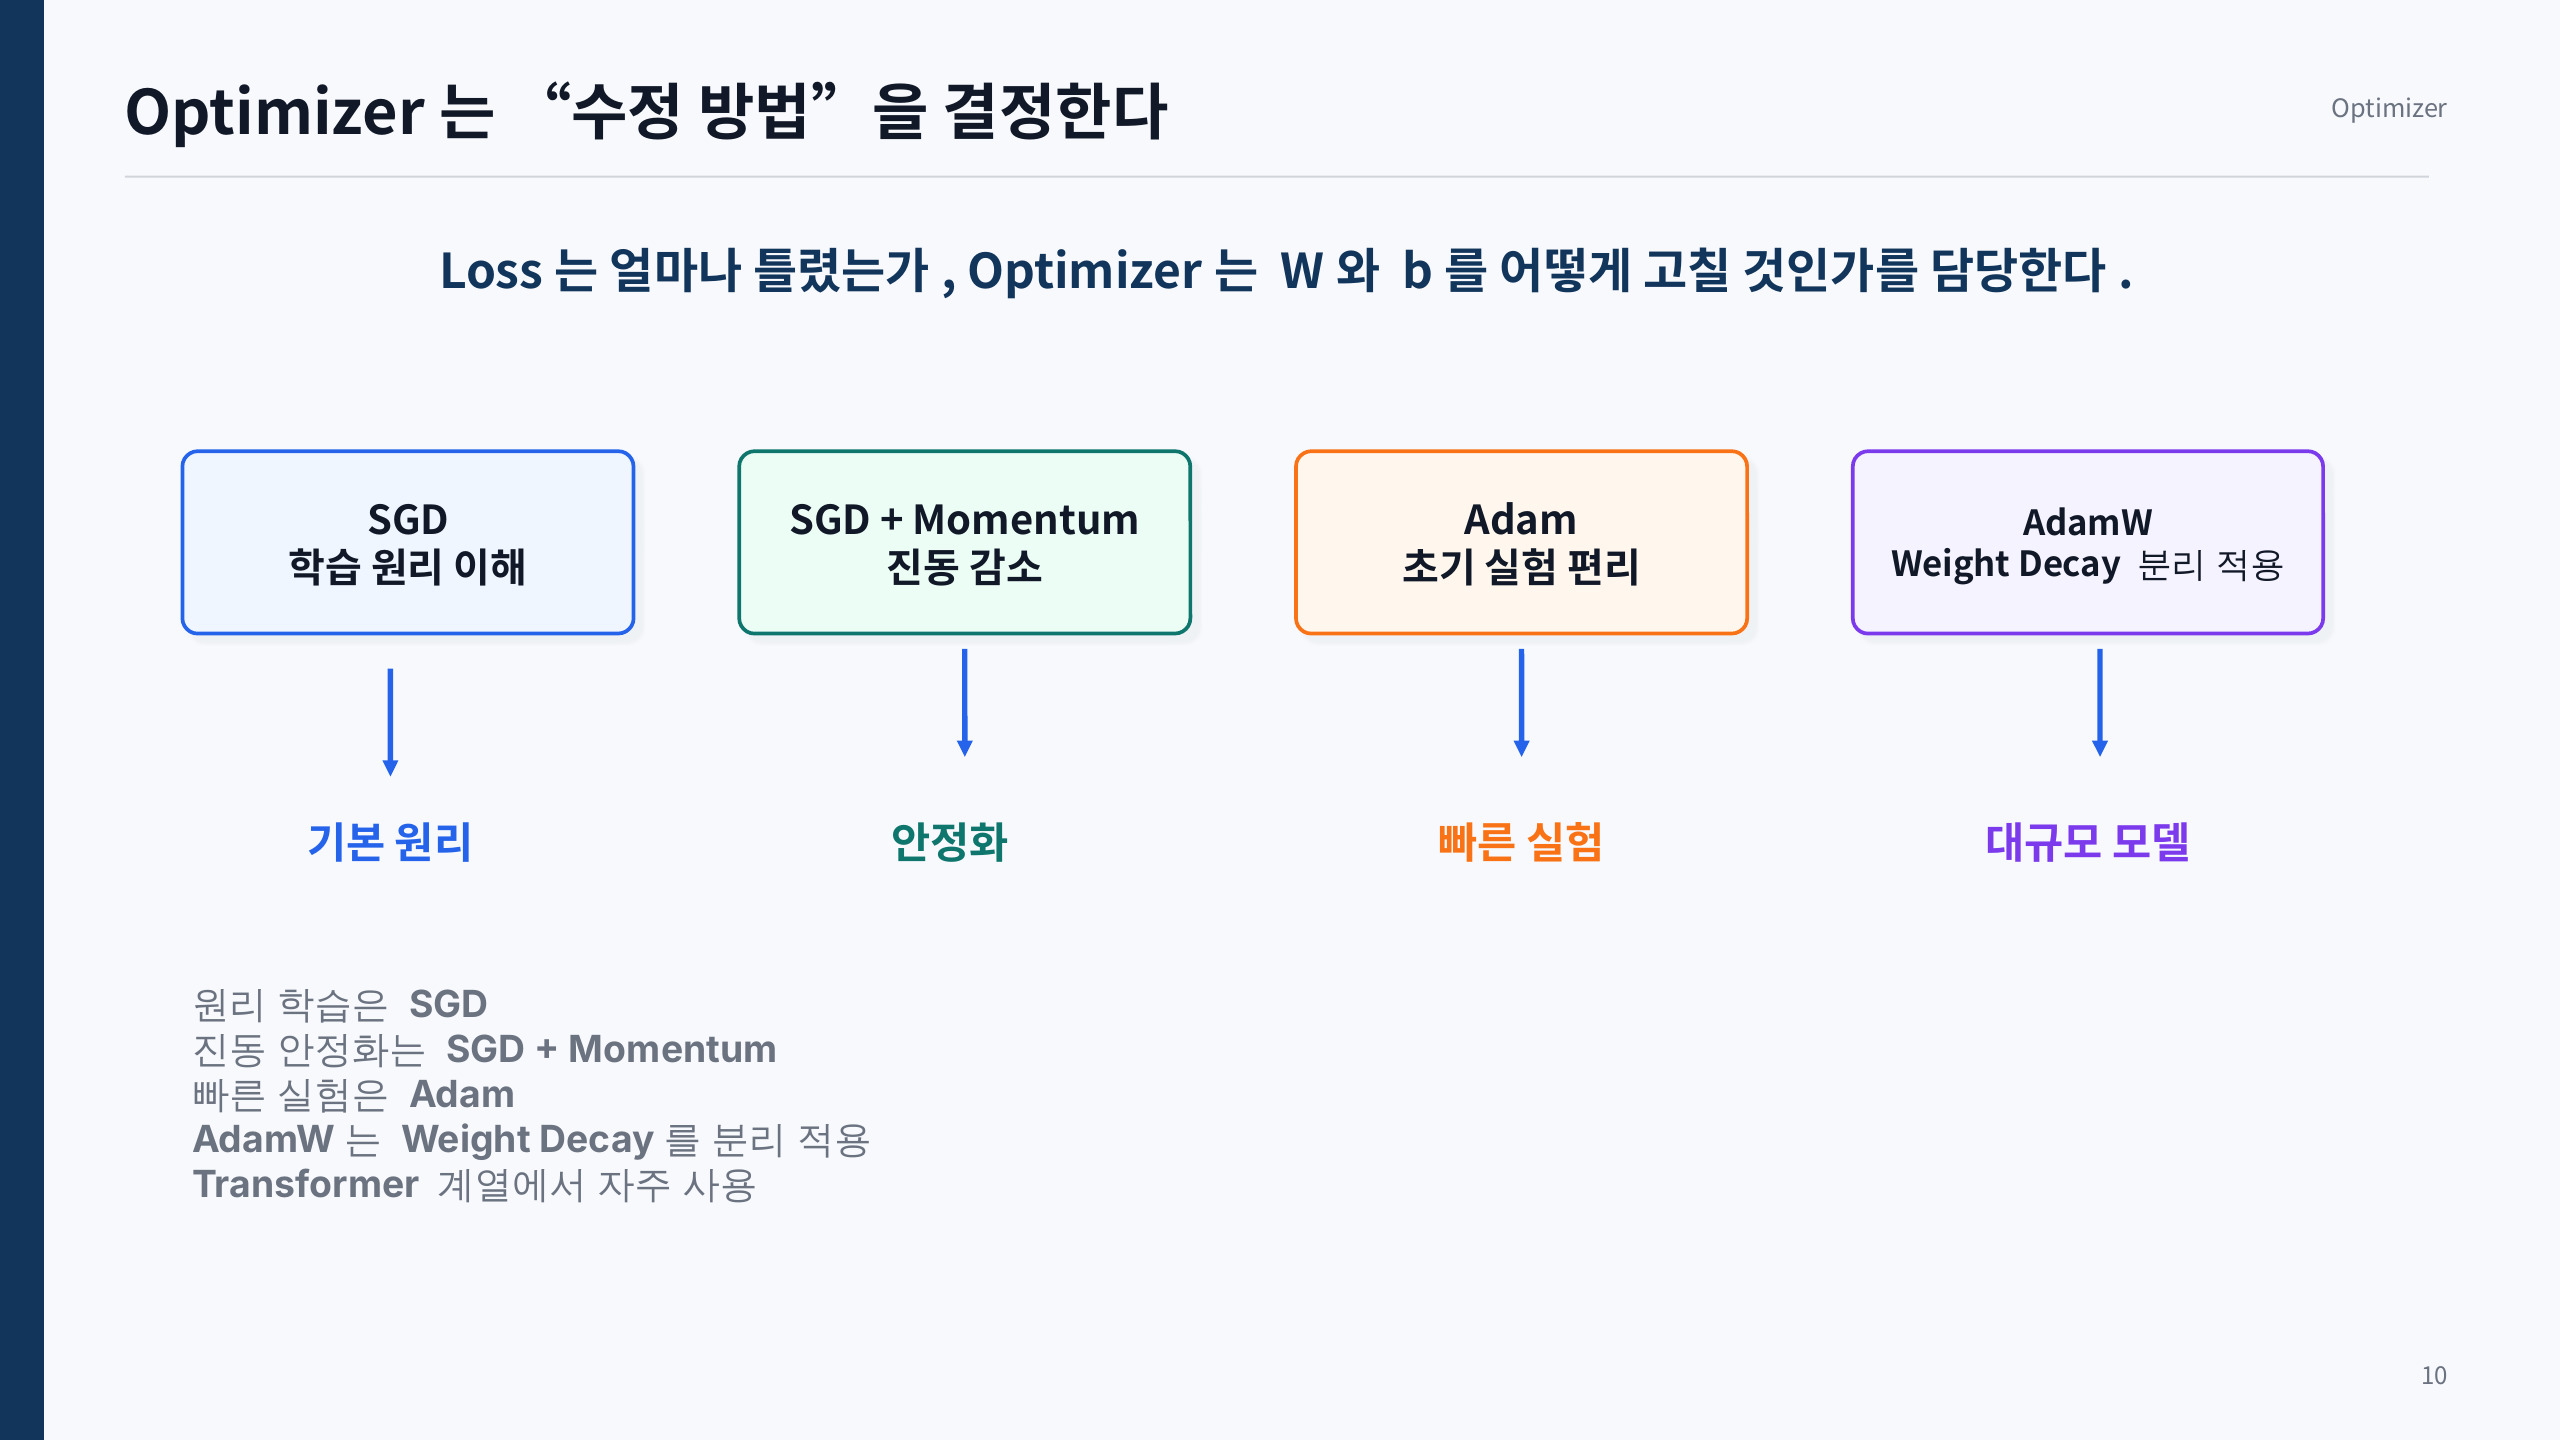 Optimizer 는 “수정 방법” 을 결정한다
Optimizer
Loss 는 얼마나 틀렸는가 , Optimizer 는 W 와 b 를 어떻게 고칠 것인가를 담당한다 .
SGD
학습 원리 이해
SGD + Momentum
진동 감소
Adam
초기 실험 편리
AdamW
Weight Decay 분리 적용
기본 원리
안정화
빠른 실험
대규모 모델
원리 학습은 SGD
진동 안정화는 SGD + Momentum
빠른 실험은 Adam
AdamW 는 Weight Decay 를 분리 적용
Transformer 계열에서 자주 사용
10